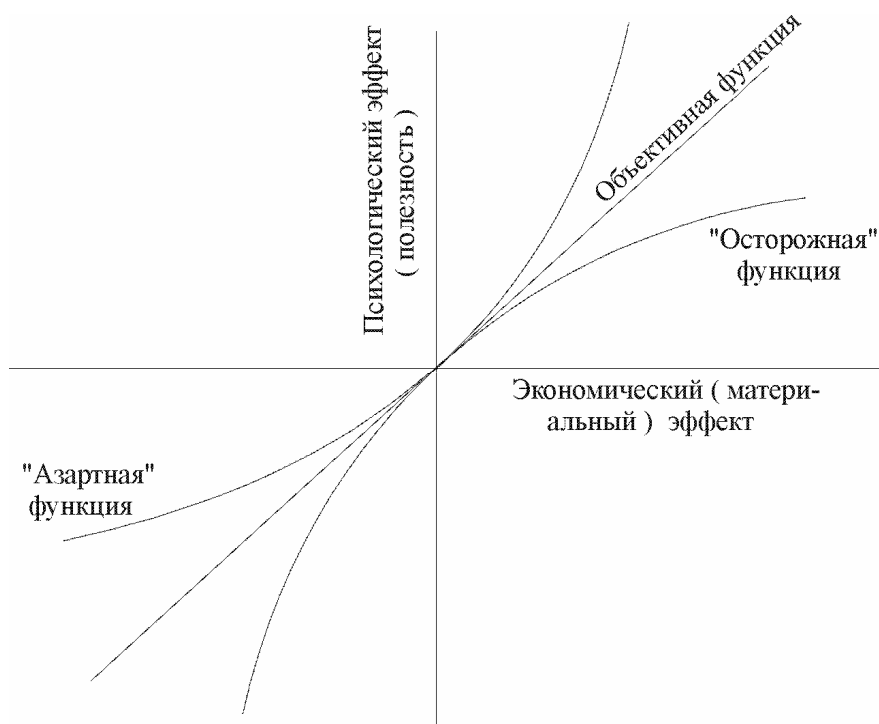 Психологический эффект
( полезность )
Объективная функция
"Осторожная"
функция
Экономический ( матери-
альный ) эффект
"Азартная"
функция